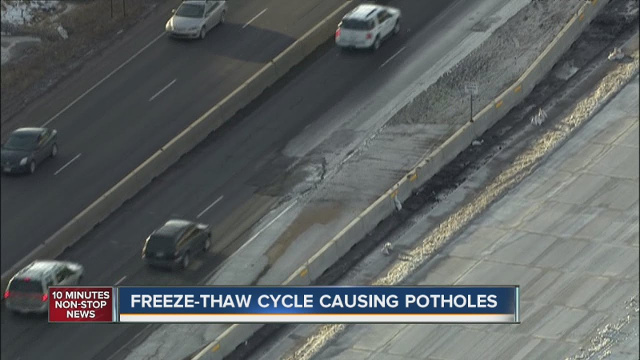 10 MINUTES
NON-STOP
NEWS
FREEZE-THAW CYCLE CAUSING POTHOLES